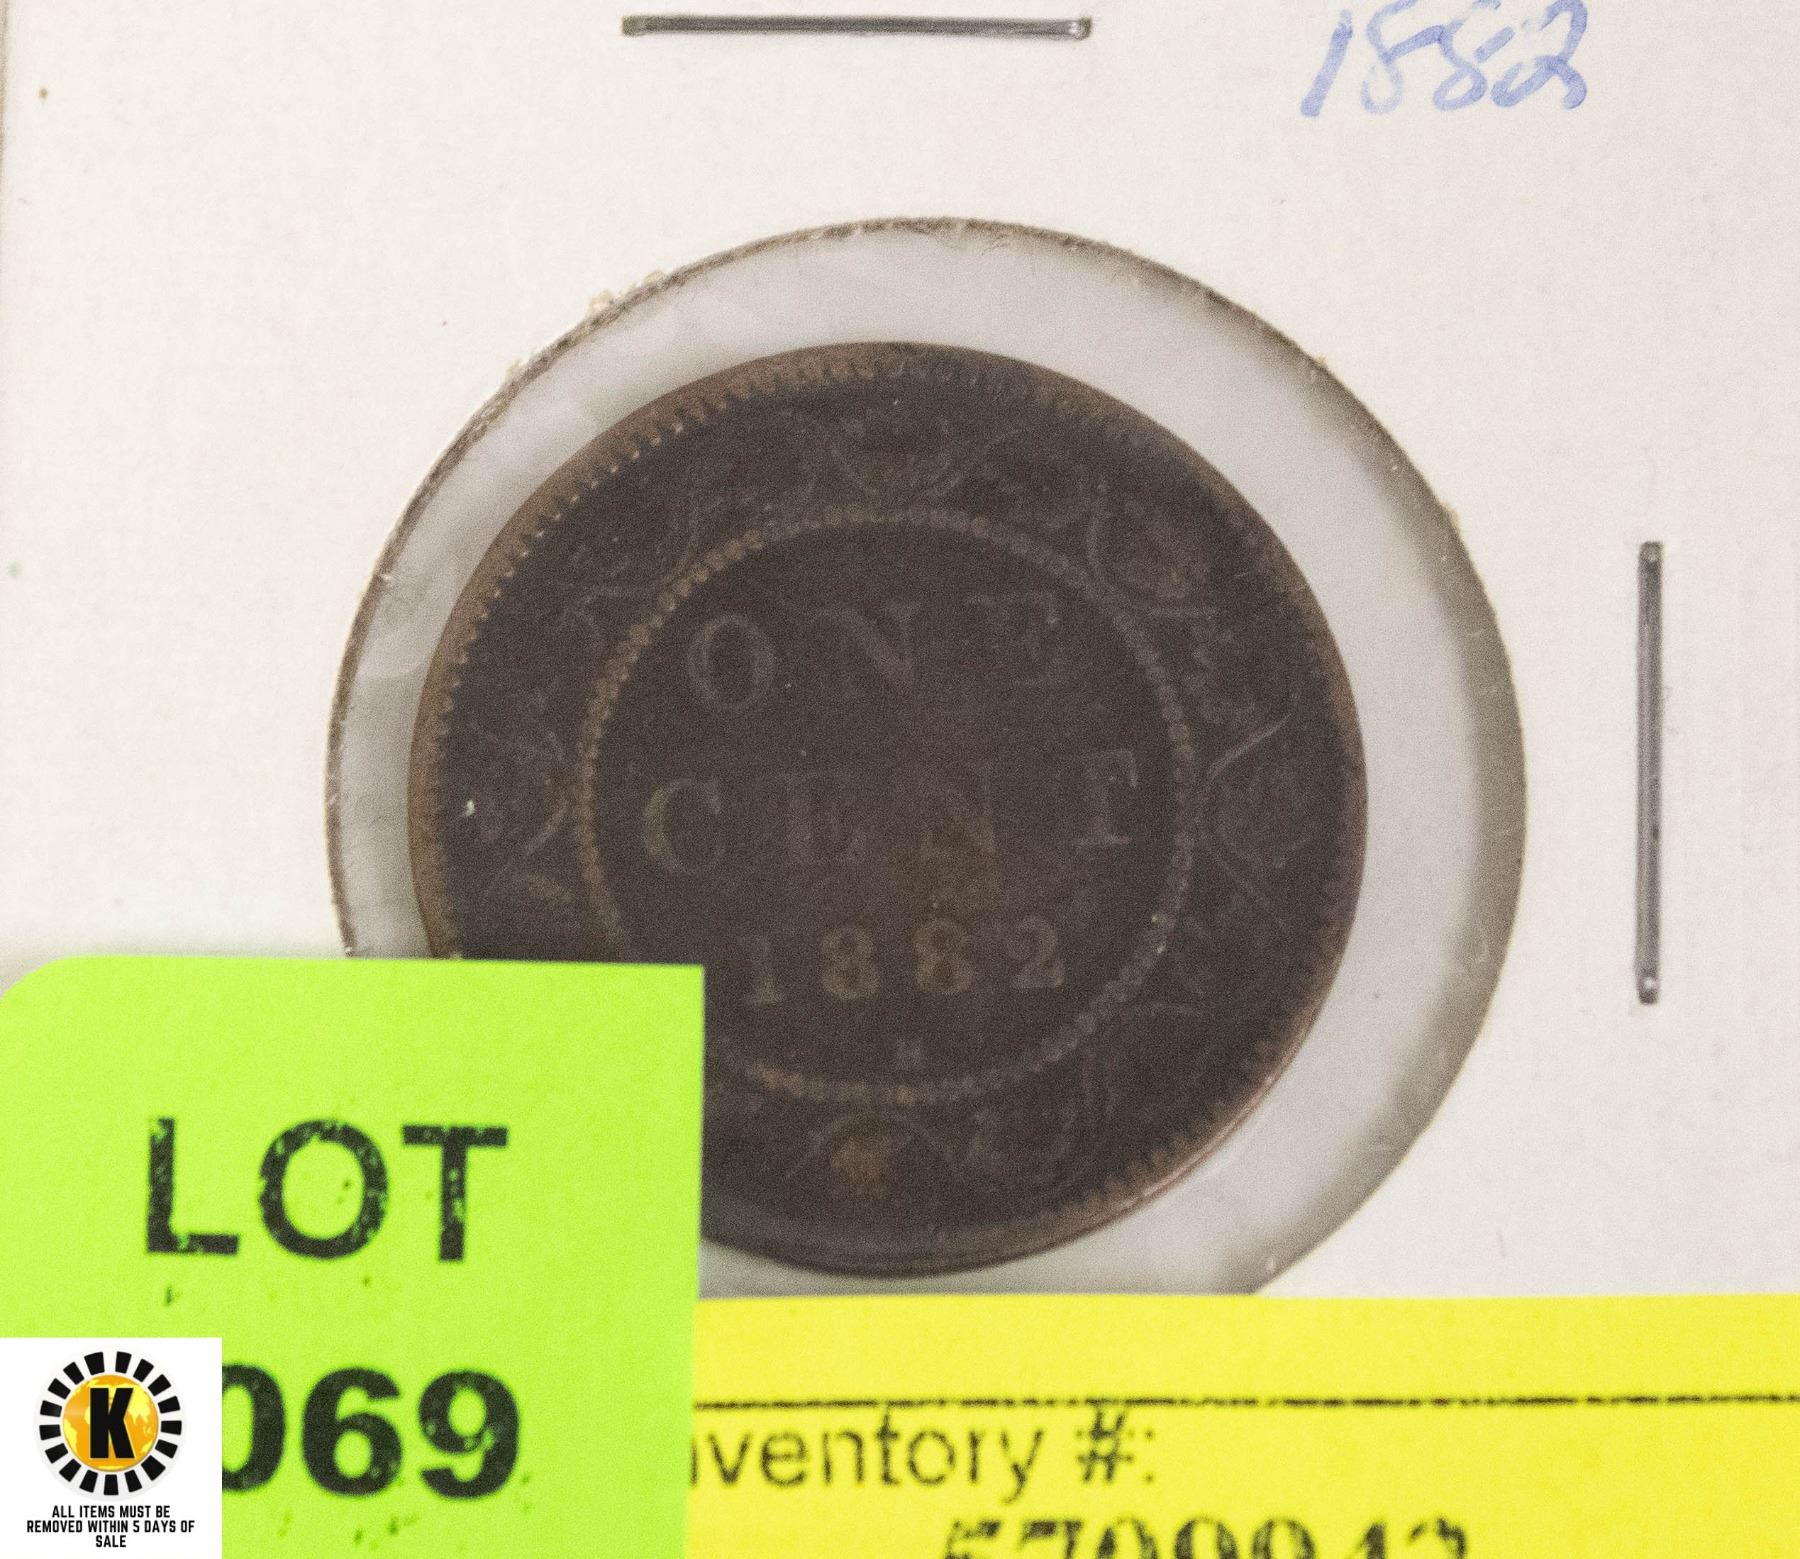 1882
ONE
CENT
1882
H
LOT
069
nventory #:
K
ALL ITEMS MUST BE
REMOVED WITHIN 5 DAYS OF
SALE